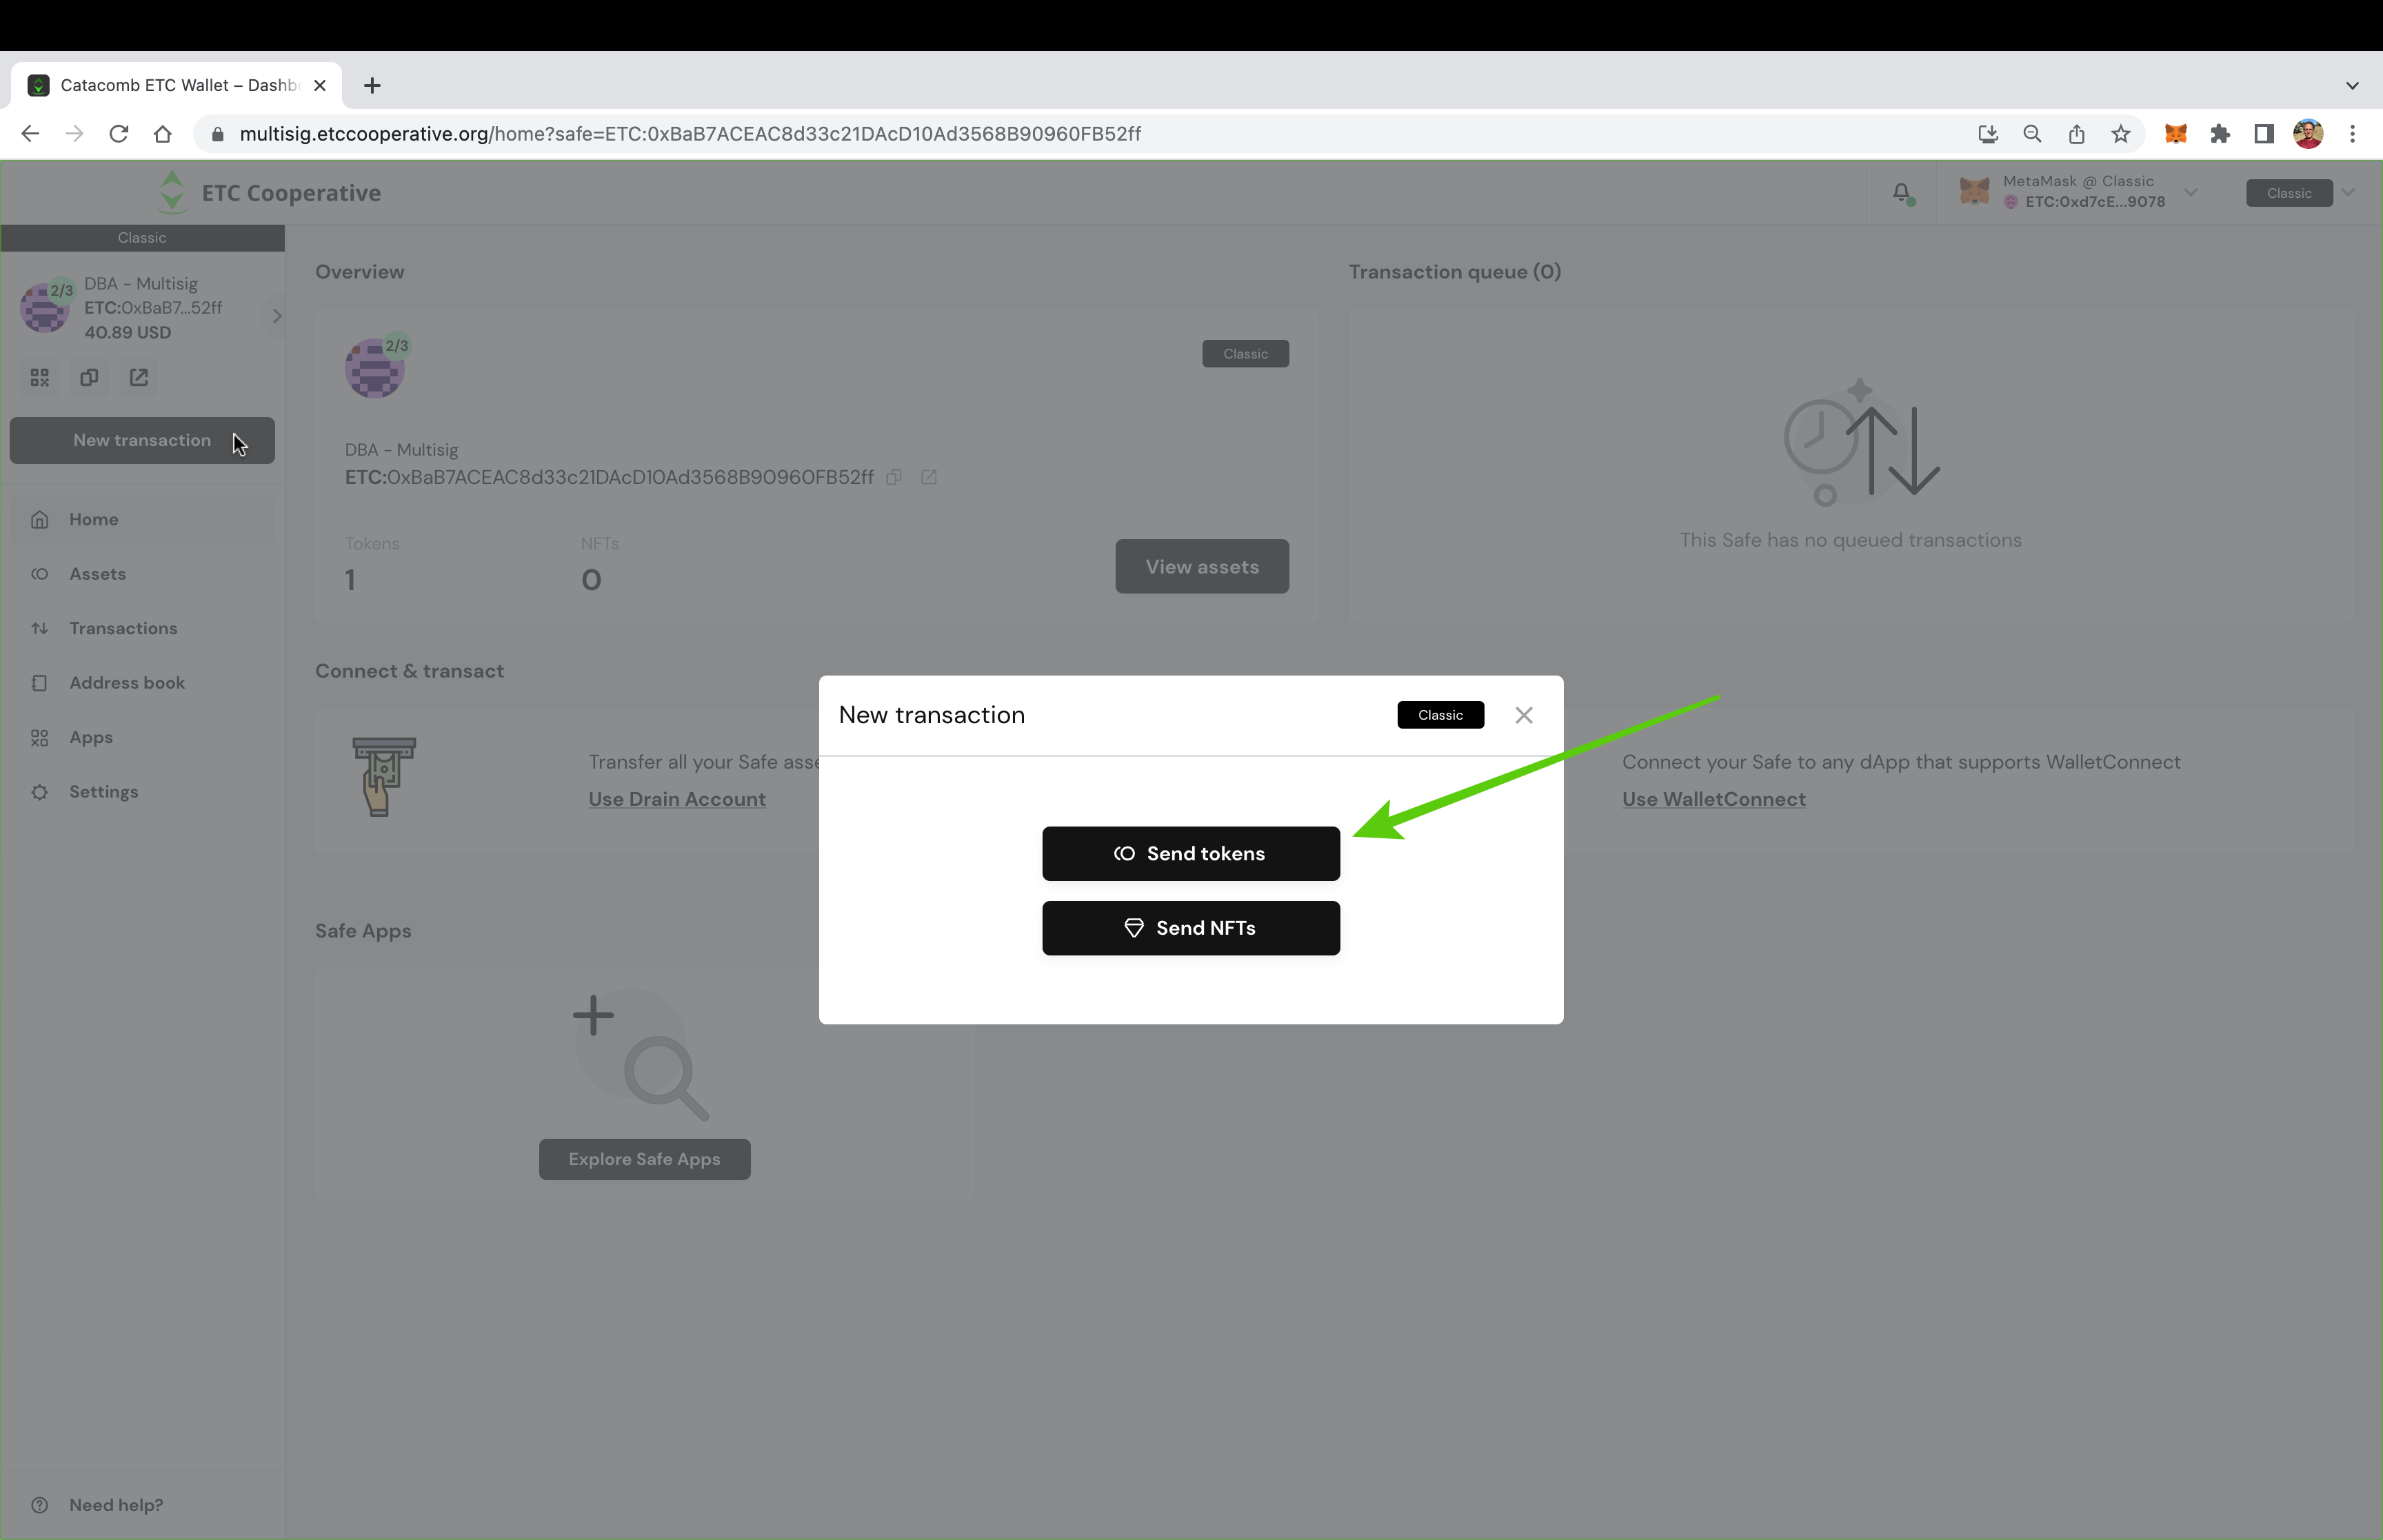 Catacomb ETC Wallet – Dashb
multisig.etccooperative.org/home?safe=ETC:0xBaB7ACEAC8d33c21DAcD10Ad3568B90960FB52ff
ETC Cooperative
MetaMask @ Classic
ETC:0xd7cE...9078
Classic
Classic
2/3
DBA - Multisig
ETC:0xBaB7...52ff
40.89 USD
New transaction
Home
Assets
Transactions
Address book
Apps
Settings
Need help?
Overview
2/3
Classic
DBA - Multisig
ETC:0xBaB7ACEAC8d33c21DAcD10Ad3568B90960FB52ff
Tokens
NFTs
1
0
View assets
Transaction queue (0)
This Safe has no queued transactions
Connect & transact
Transfer all your Safe asse
Use Drain Account
Connect your Safe to any dApp that supports WalletConnect
Use WalletConnect
Safe Apps
Explore Safe Apps
New transaction
Classic
Send tokens
Send NFTs